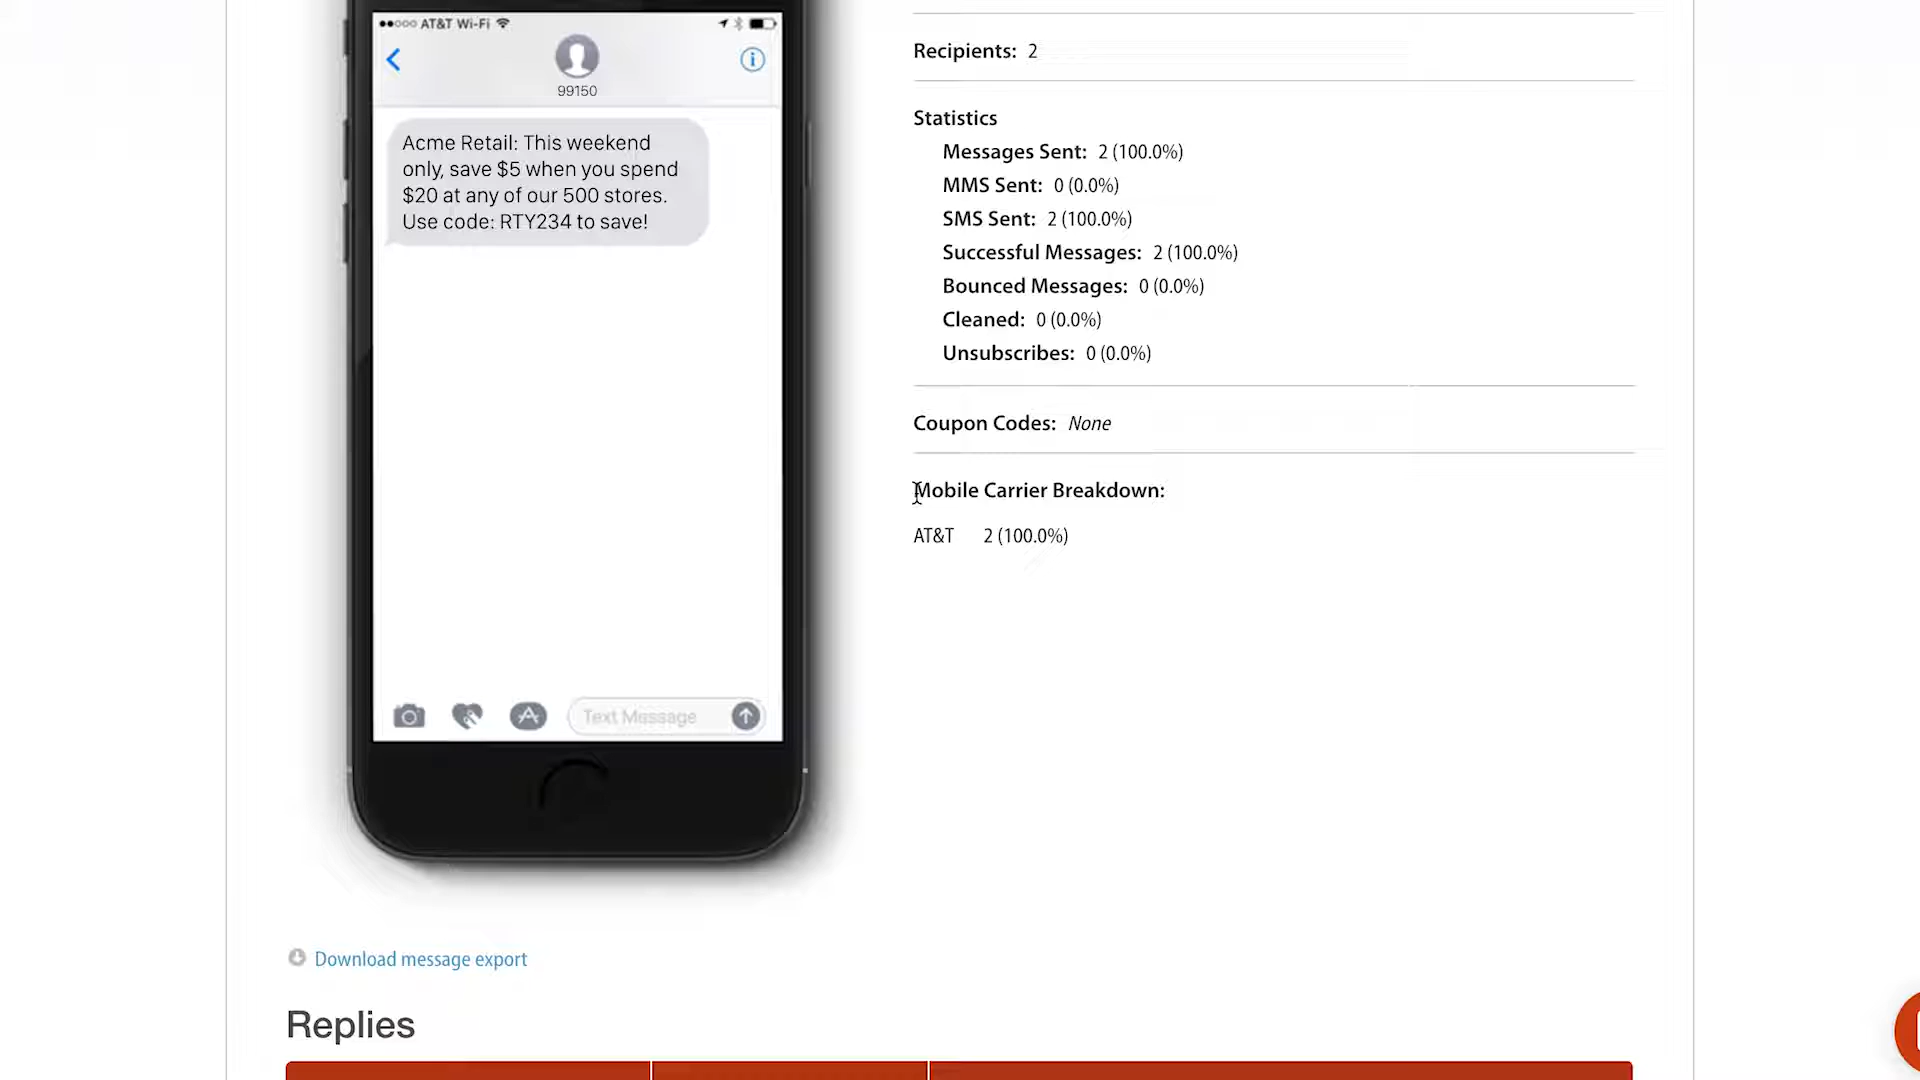 AT&T Wi-Fi
99150
Acme Retail: This weekend
only, save $5 when you spend
$20 at any of our 500 stores.
Use code: RTY234 to save!
Text Message
Recipients: 2
Statistics
Messages Sent: 2 (100.0%)
MMS Sent: 0 (0.0%)
SMS Sent: 2 (100.0%)
Successful Messages: 2 (100.0%)
Bounced Messages: 0 (0.0%)
Cleaned: 0 (0.0%)
Unsubscribes: 0 (0.0%)
Coupon Codes: None
Mobile Carrier Breakdown:
AT&T 2 (100.0%)
Download message export
Replies